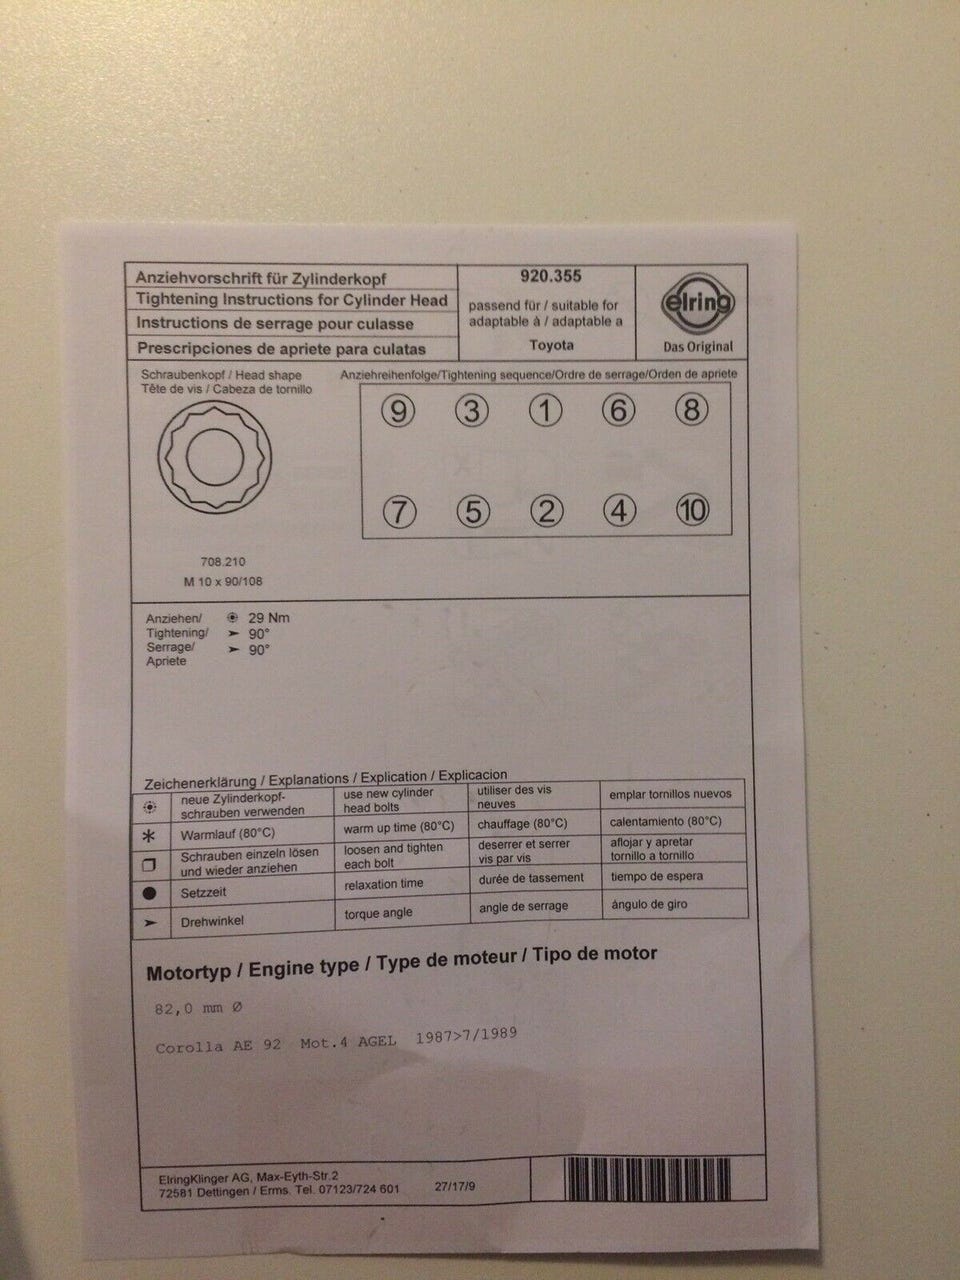 Anziehvorschrift für Zylinderkopf
Tightening Instructions for Cylinder Head
Instructions de serrage pour culasse
Prescripciones de apriete para culatas
920.355
passend für / suitable for
adaptable à / adaptable a
Toyota
elring
Das Original
Schraubenkopf / Head shape
Tête de vis / Cabeza de tornillo
Anziehreihenfolge/Tightening sequence/Ordre de serrage/Orden de apriete
9 3 1 6 8
7 5 2 4 10
708.210
M 10 x 90/108
Anziehen/ 29 Nm
Tightening/ ➤ 90°
Serrage/ ➤ 90°
Apriete
Zeichenerklärung / Explanations / Explication / Explicacion
neue Zylinderkopf-
schrauben verwenden
use new cylinder
head bolts
utiliser des vis
neuves
emplar tornillos nuevos
Warmlauf (80°C)
warm up time (80°C)
chauffage (80°C)
calentamiento (80°C)
Schrauben einzeln lösen
und wieder anziehen
loosen and tighten
each bolt
deserrer et serrer
vis par vis
aflojar y apretar
tornillo a tornillo
Setzzeit
relaxation time
durée de tassement
tiempo de espera
Drehwinkel
torque angle
angle de serrage
ángulo de giro
Motortyp / Engine type / Type de moteur / Tipo de motor
82,0 mm Ø
Corolla AE 92 Mot.4 AGEL 1987>7/1989
ElringKlinger AG, Max-Eyth-Str.2
72581 Dettingen / Erms. Tel. 07123/724 601
27/17/9